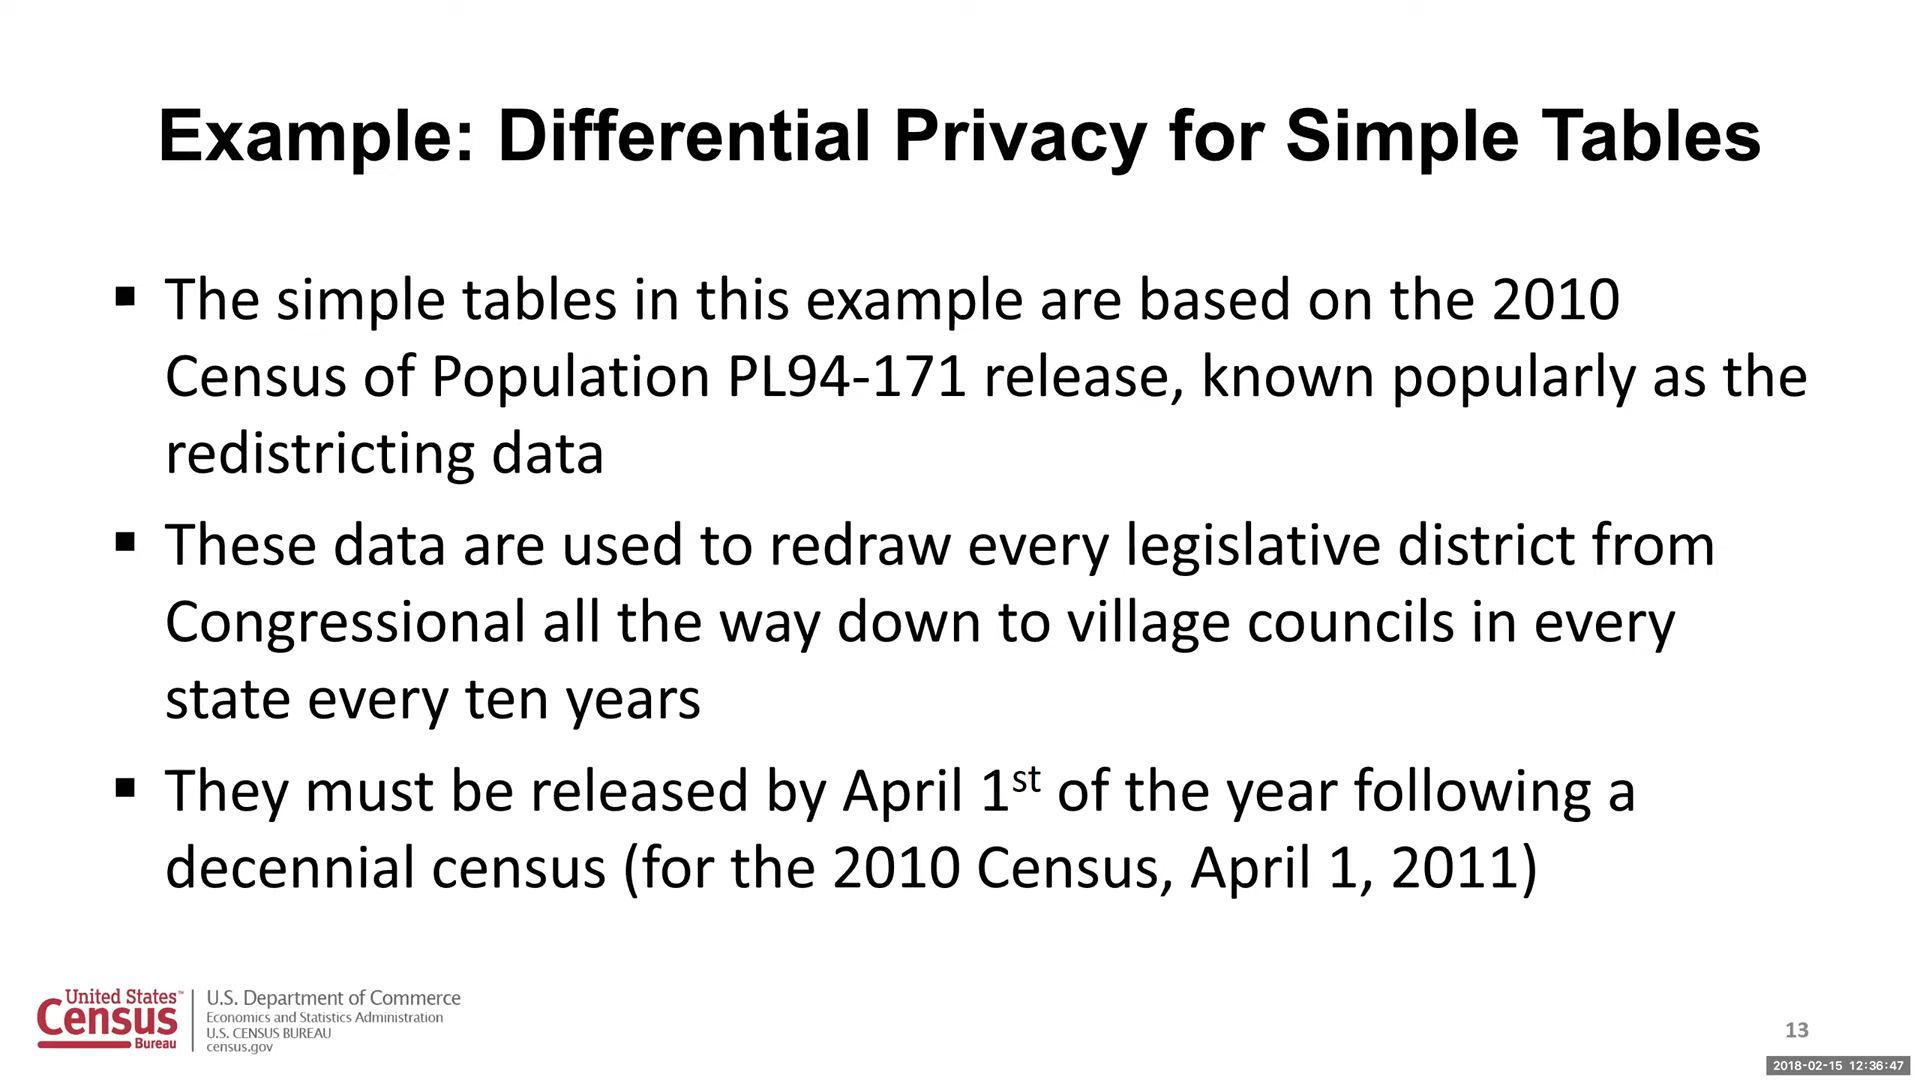 Example: Differential Privacy for Simple Tables
▪ The simple tables in this example are based on the 2010
Census of Population PL94-171 release, known popularly as the
redistricting data
▪ These data are used to redraw every legislative district from
Congressional all the way down to village councils in every
state every ten years
▪ They must be released by April 1st of the year following a
decennial census (for the 2010 Census, April 1, 2011)
United States™
Census
Bureau
U.S. Department of Commerce
Economics and Statistics Administration
U.S. CENSUS BUREAU
census.gov
13
2018-02-15 12:36:47